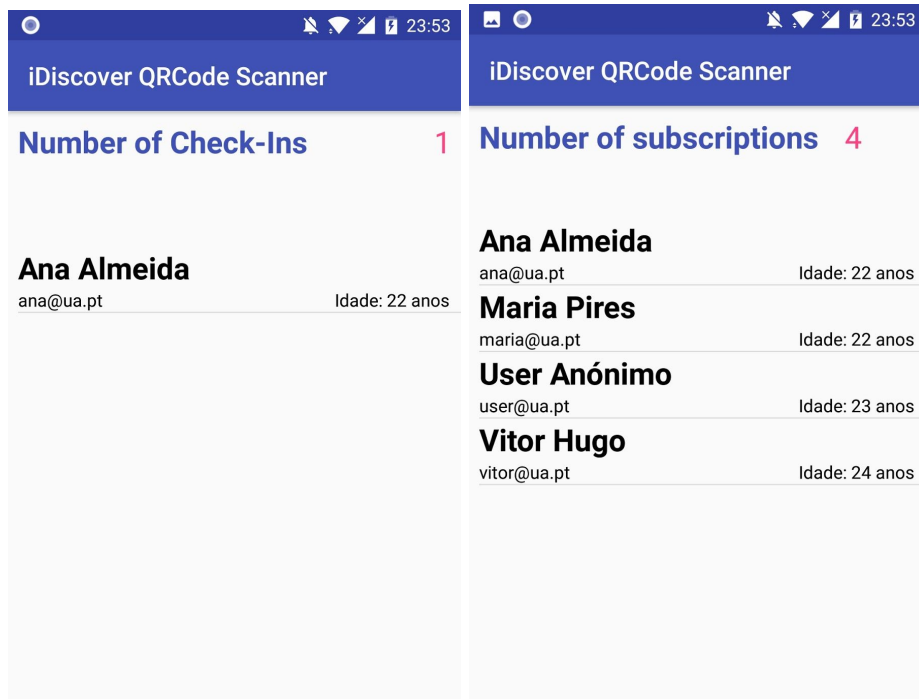 23:53
iDiscover QRCode Scanner
Number of Check-Ins 1
Ana Almeida
ana@ua.pt Idade: 22 anos
23:53
iDiscover QRCode Scanner
Number of subscriptions 4
Ana Almeida
ana@ua.pt Idade: 22 anos
Maria Pires
maria@ua.pt Idade: 22 anos
User Anónimo
user@ua.pt Idade: 23 anos
Vitor Hugo
vitor@ua.pt Idade: 24 anos